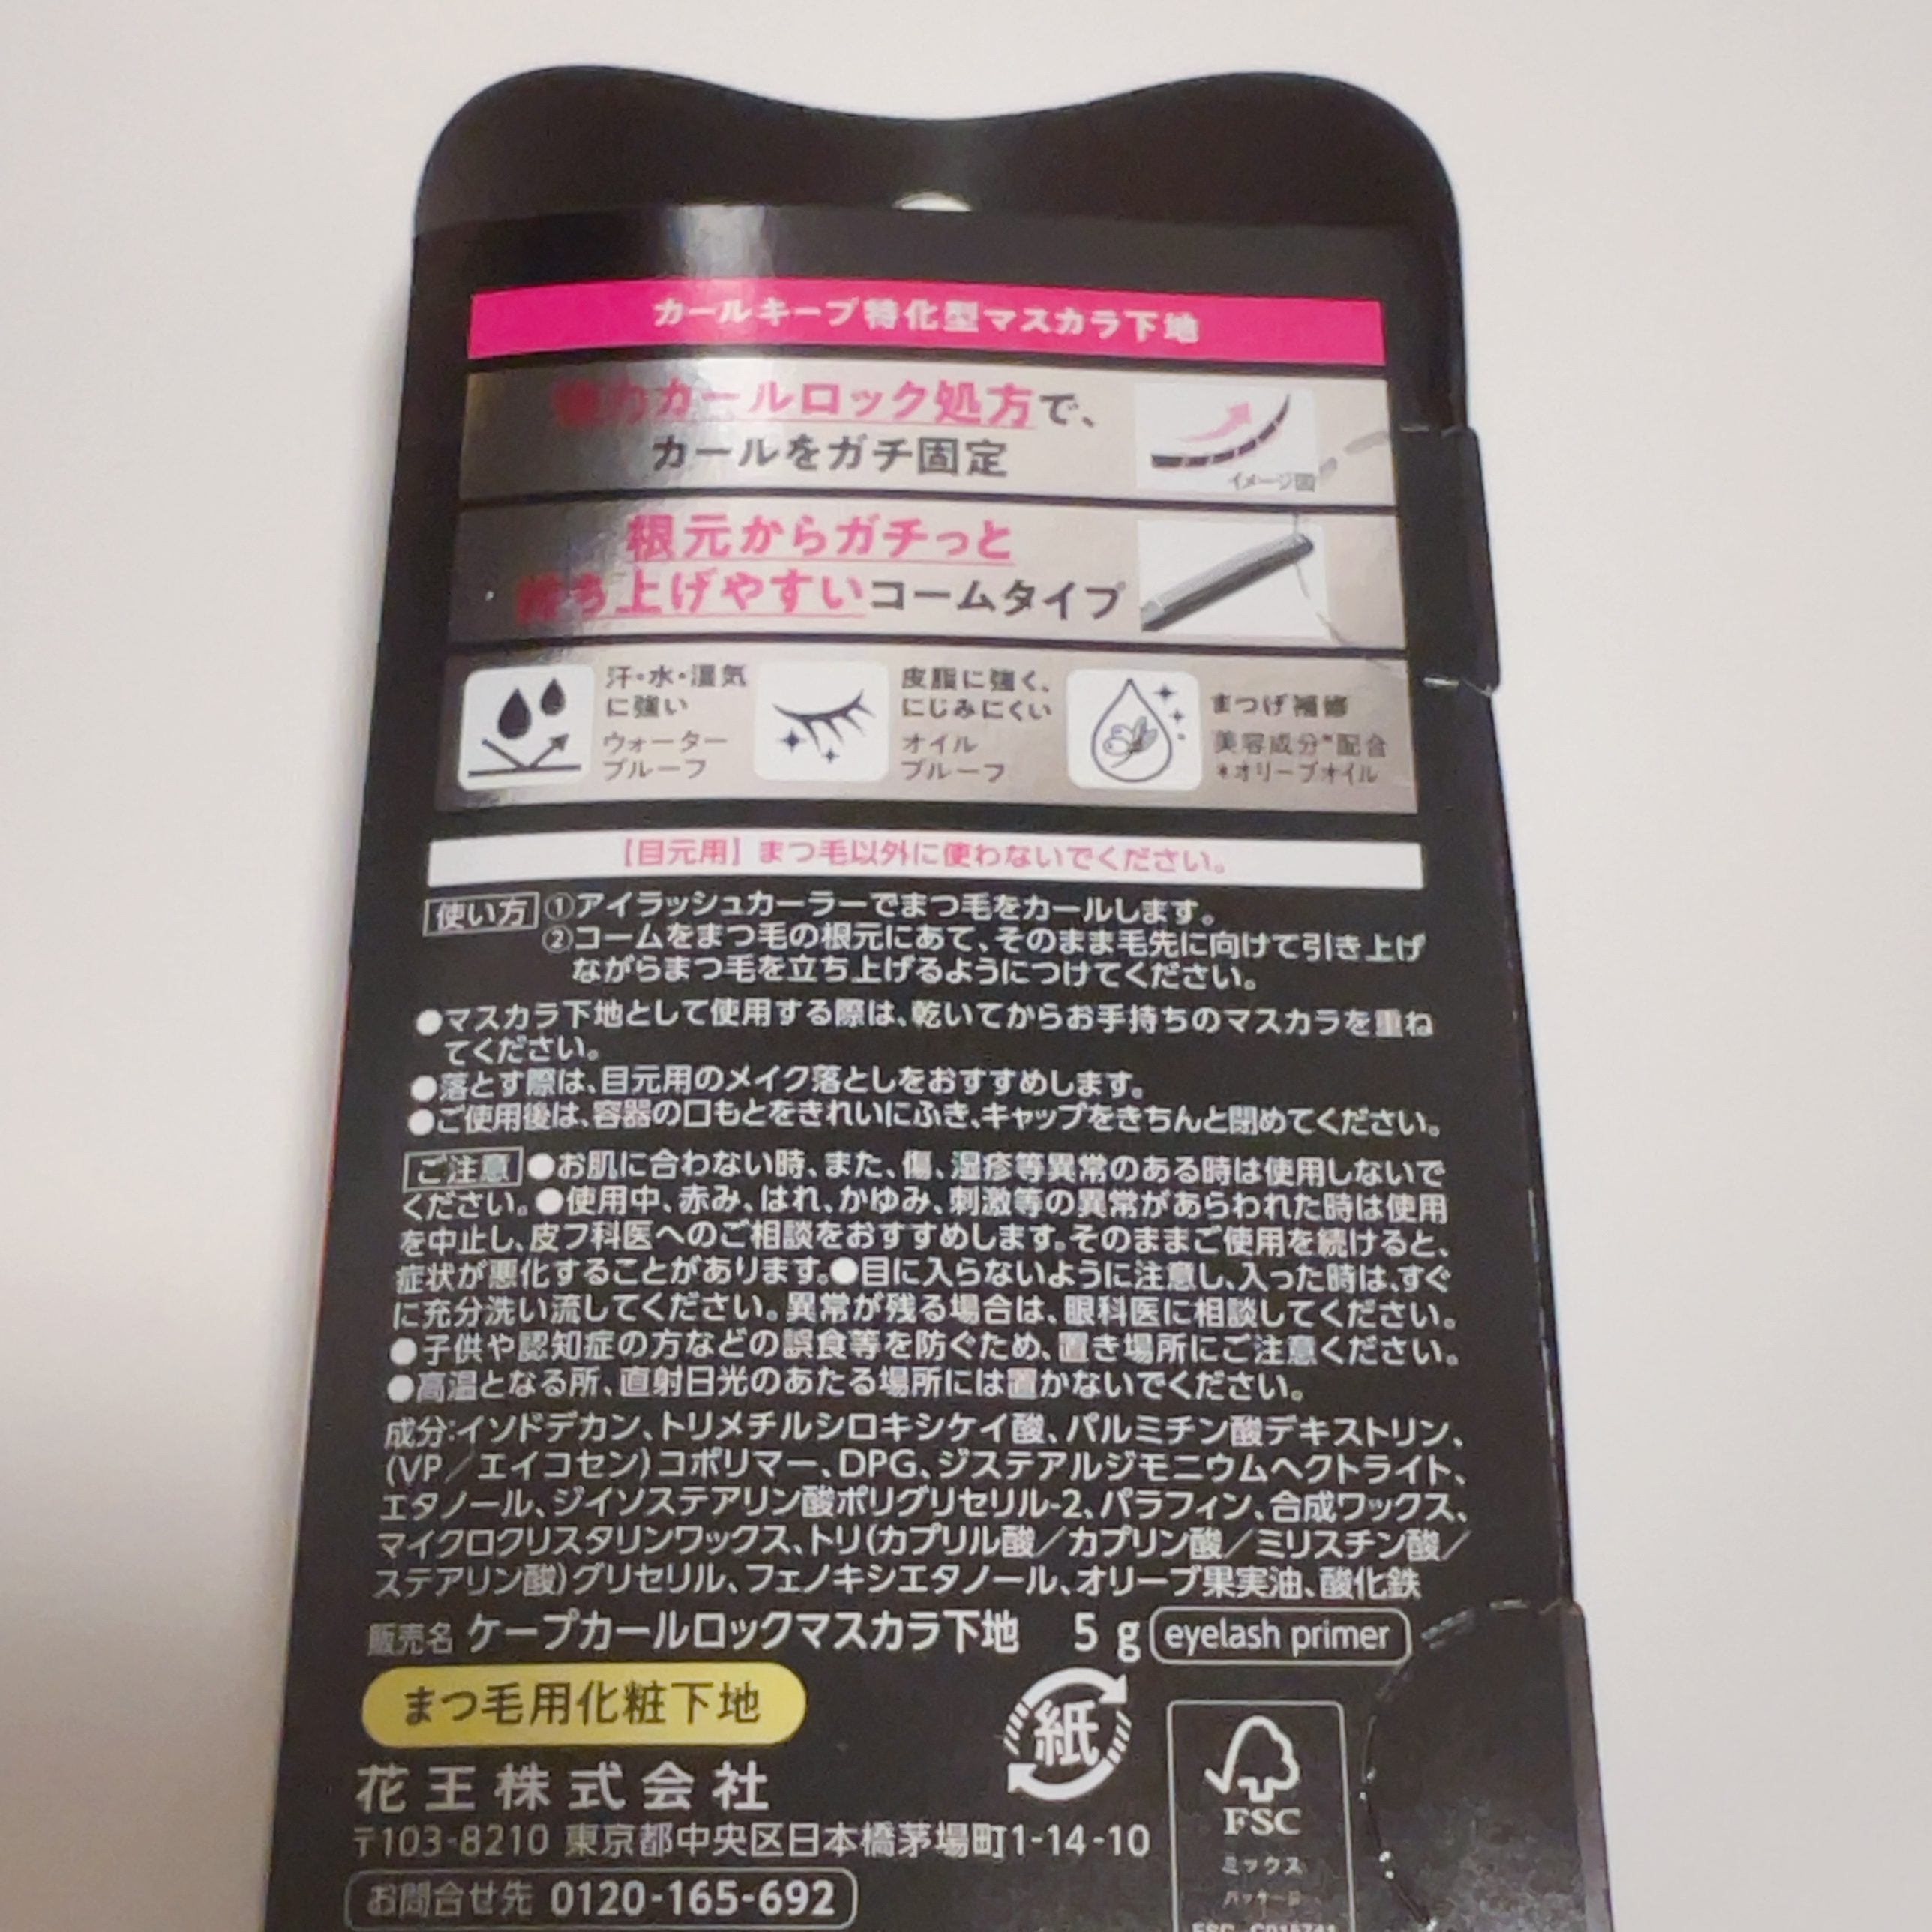 カールキープ特化型マスカラ下地
強力カールロック処方で、
カールをガチ固定
イメージ図
根元からガチっと
持ち上げやすいコームタイプ
汗・水・湿気
に強い
ウォーター
プルーフ
皮脂に強く、
にじみにくい
オイル
プルーフ
まつげ補修
美容成分*配合
*オリーブオイル
【目元用】まつ毛以外に使わないでください。
使い方 ①アイラッシュカーラーでまつ毛をカールします。
②コームをまつ毛の根元にあて、そのまま毛先に向けて引き上げ
ながらまつ毛を立ち上げるようにつけてください。
●マスカラ下地として使用する際は、乾いてからお手持ちのマスカラを重ね
てください。
●落とす際は、目元用のメイク落としをおすすめします。
●ご使用後は、容器の口もとをきれいにふき、キャップをきちんと閉めてください。
ご注意 ●お肌に合わない時、また、傷、湿疹等異常のある時は使用しないで
ください。●使用中、赤み、はれ、かゆみ、刺激等の異常があらわれた時は使用
を中止し、皮フ科医へのご相談をおすすめします。そのままご使用を続けると、
症状が悪化することがあります。●目に入らないように注意し、入った時は、すぐ
に充分洗い流してください。異常が残る場合は、眼科医に相談してください。
●子供や認知症の方などの誤食等を防ぐため、置き場所にご注意ください。
●高温となる所、直射日光のあたる場所には置かないでください。
成分:イソドデカン、トリメチルシロキシケイ酸、パルミチン酸デキストリン、
(VP/エイコセン)コポリマー、DPG、ジステアルジモニウムヘクトライト、
エタノール、ジイソステアリン酸ポリグリセリル-2、パラフィン、合成ワックス、
マイクロクリスタリンワックス、トリ(カプリル酸/カプリン酸/ミリスチン酸/
ステアリン酸)グリセリル、フェノキシエタノール、オリーブ果実油、酸化鉄
販売名 ケープカールロックマスカラ下地 5g eyelash primer
まつ毛用化粧下地
紙
花王株式会社
〒103-8210 東京都中央区日本橋茅場町1-14-10
お問合せ先 0120-165-692
FSC
ミックス
パッケージ